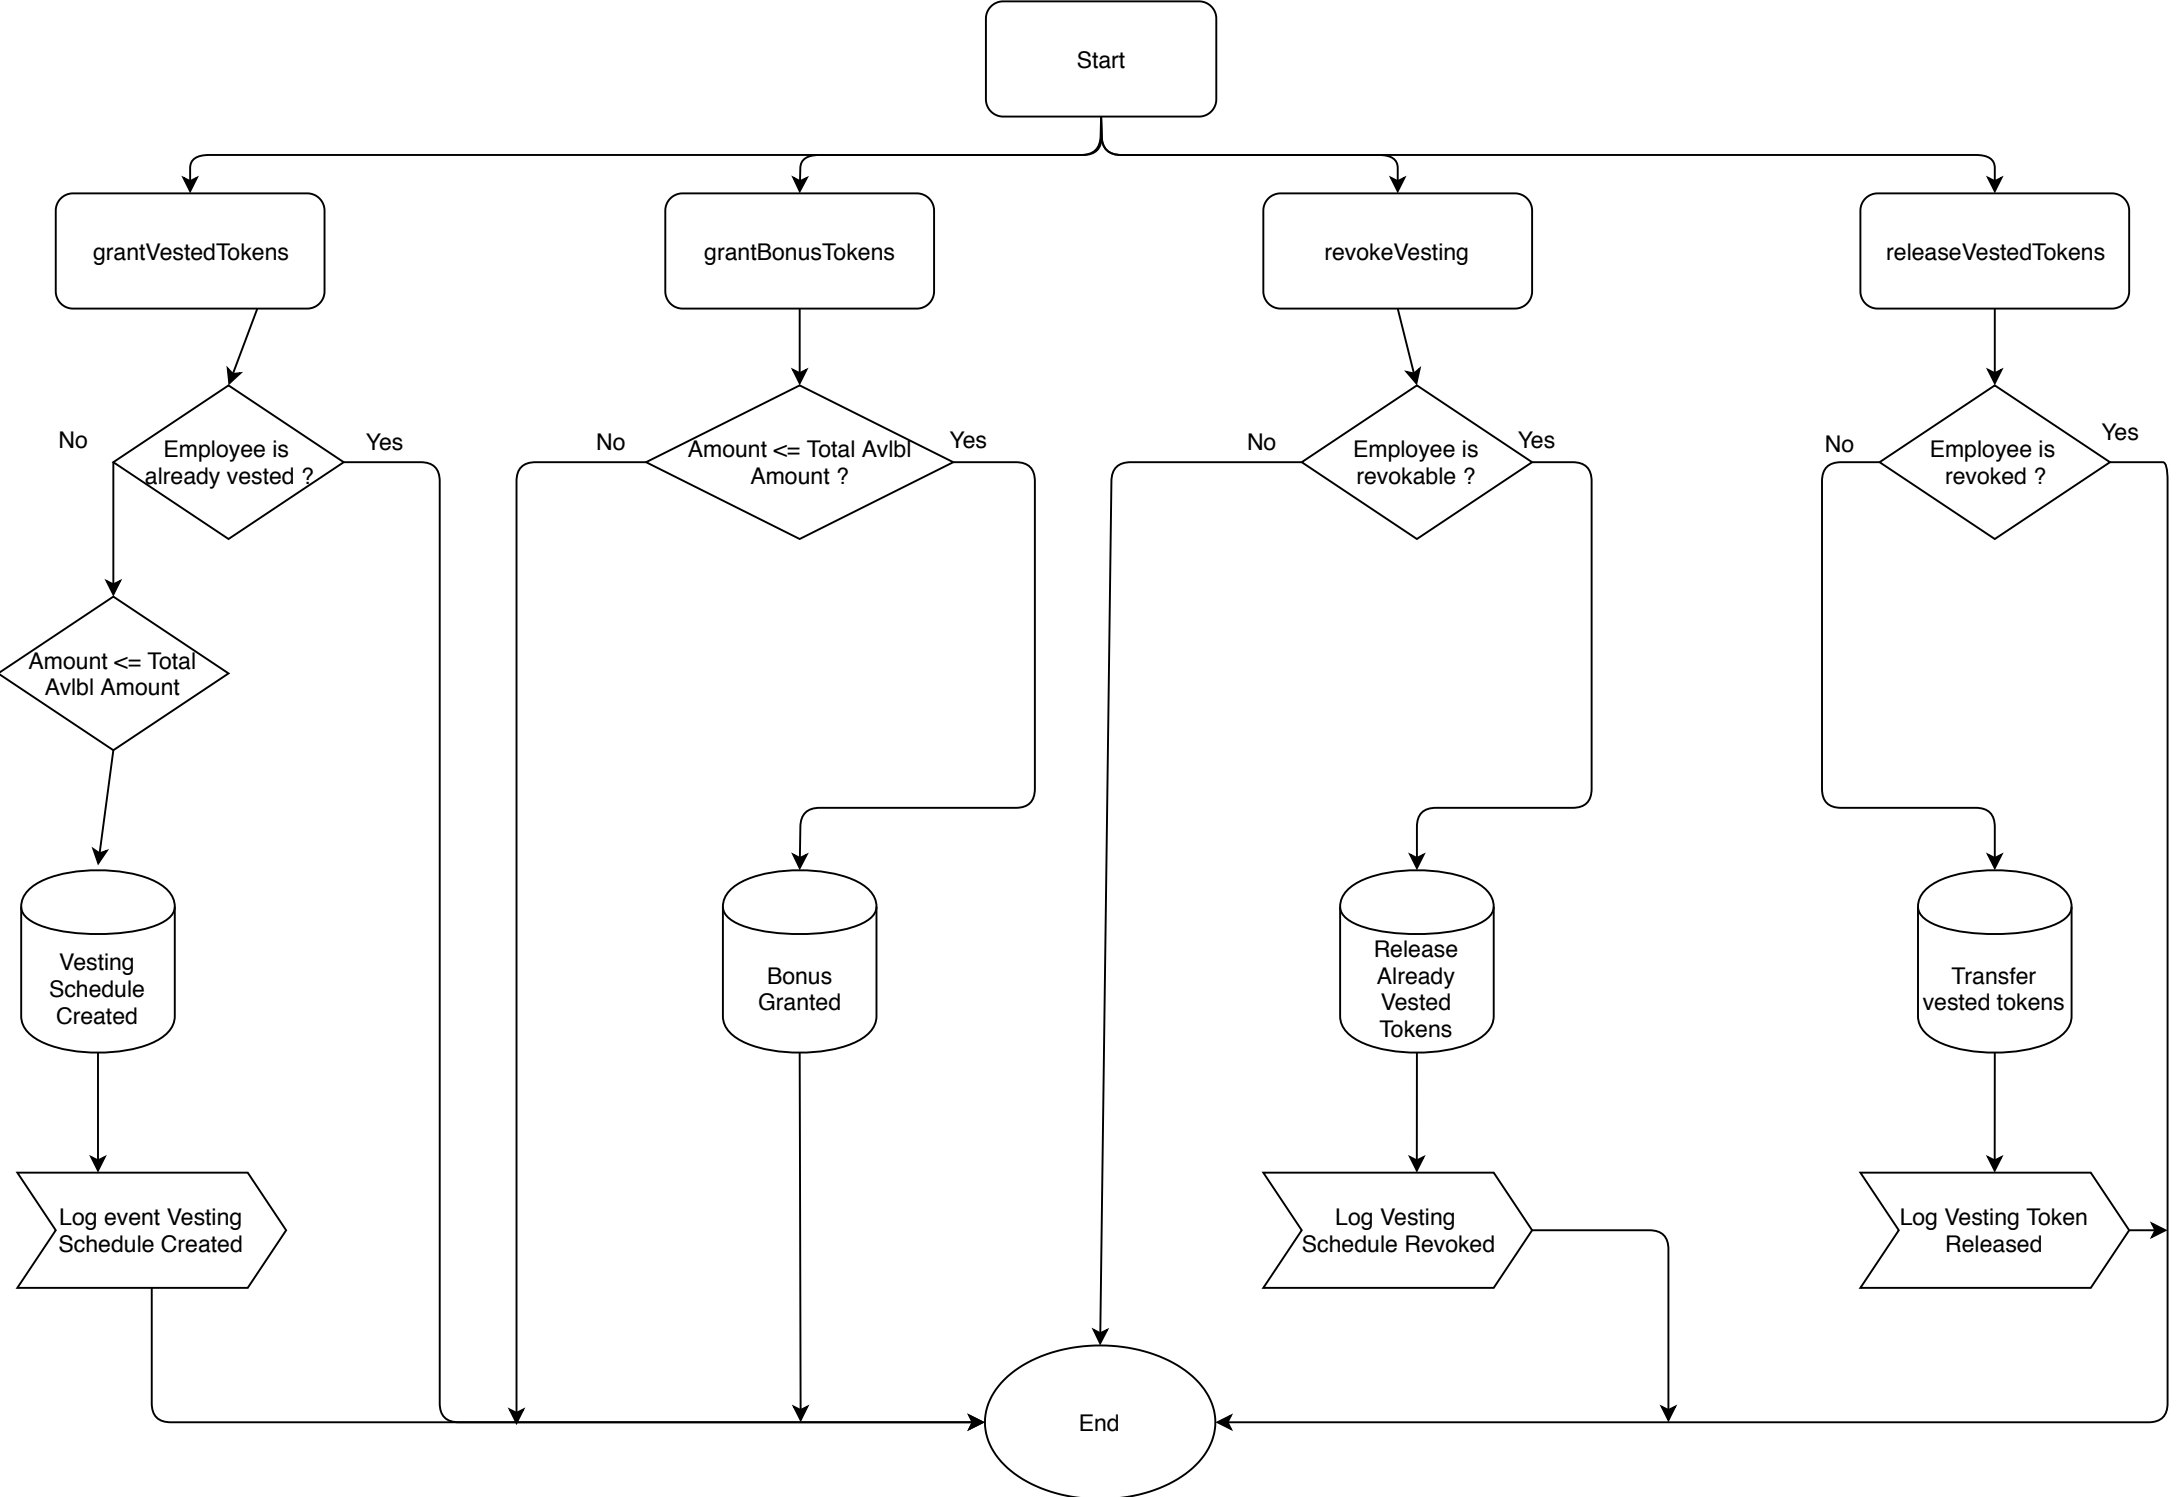 Start
grantVestedTokens
grantBonusTokens
revokeVesting
releaseVestedTokens
No
Employee is
already vested ?
Yes
No
Amount <= Total Avlbl
Amount ?
Yes
No
Employee is
revokable ?
Yes
No
Employee is
revoked ?
Yes
Amount <= Total
Avlbl Amount
Vesting
Schedule
Created
Bonus
Granted
Release
Already
Vested
Tokens
Transfer
vested tokens
Log event Vesting
Schedule Created
Log Vesting
Schedule Revoked
Log Vesting Token
Released
End